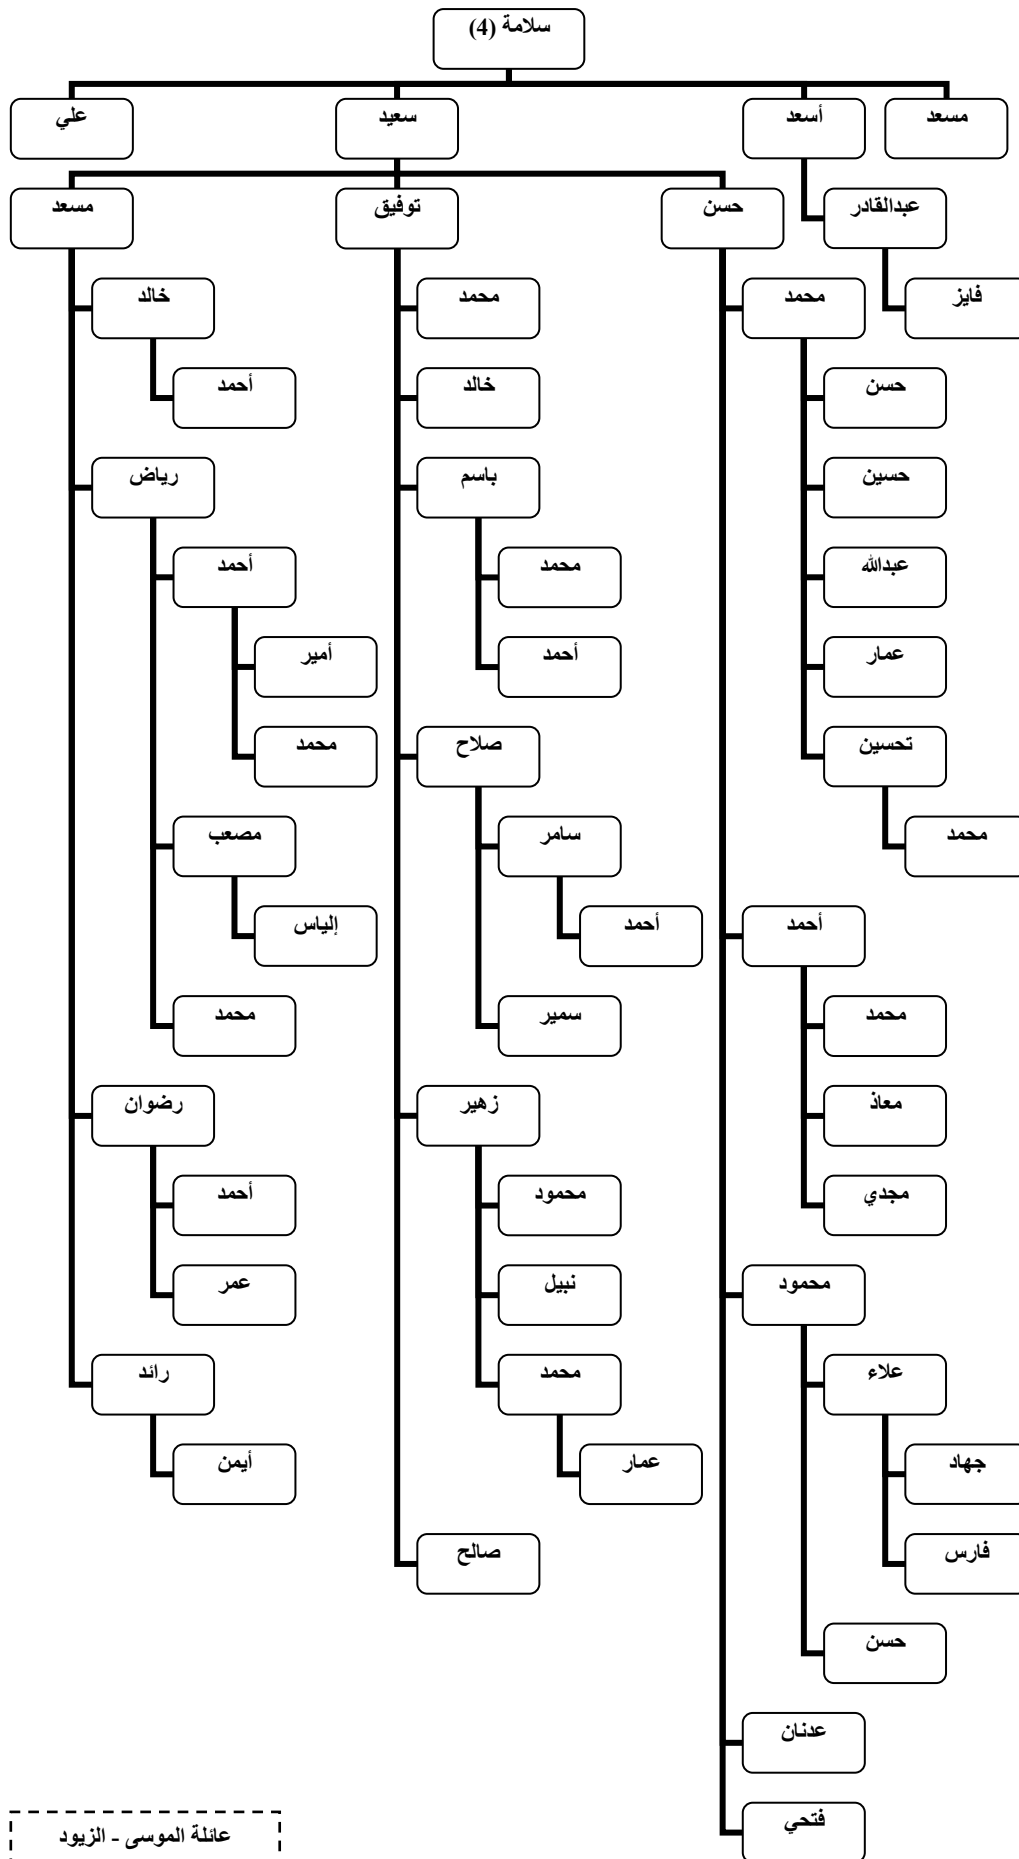 سلامة (4)
مسعد
أسعد
سعيد
علي
عبدالقادر
حسن
توفيق
مسعد
فايز
محمد
محمد
خالد
حسن
خالد
أحمد
حسين
باسم
رياض
عبدالله
محمد
أحمد
عمار
أحمد
أمير
تحسين
صلاح
محمد
محمد
سامر
مصعب
أحمد
أحمد
إلياس
محمد
سمير
محمد
معاذ
زهير
رضوان
مجدي
محمود
أحمد
محمود
نبيل
عمر
علاء
محمد
رائد
جهاد
عمار
أيمن
فارس
صالح
حسن
عدنان
فتحي
عائلة الموسى - الزيود